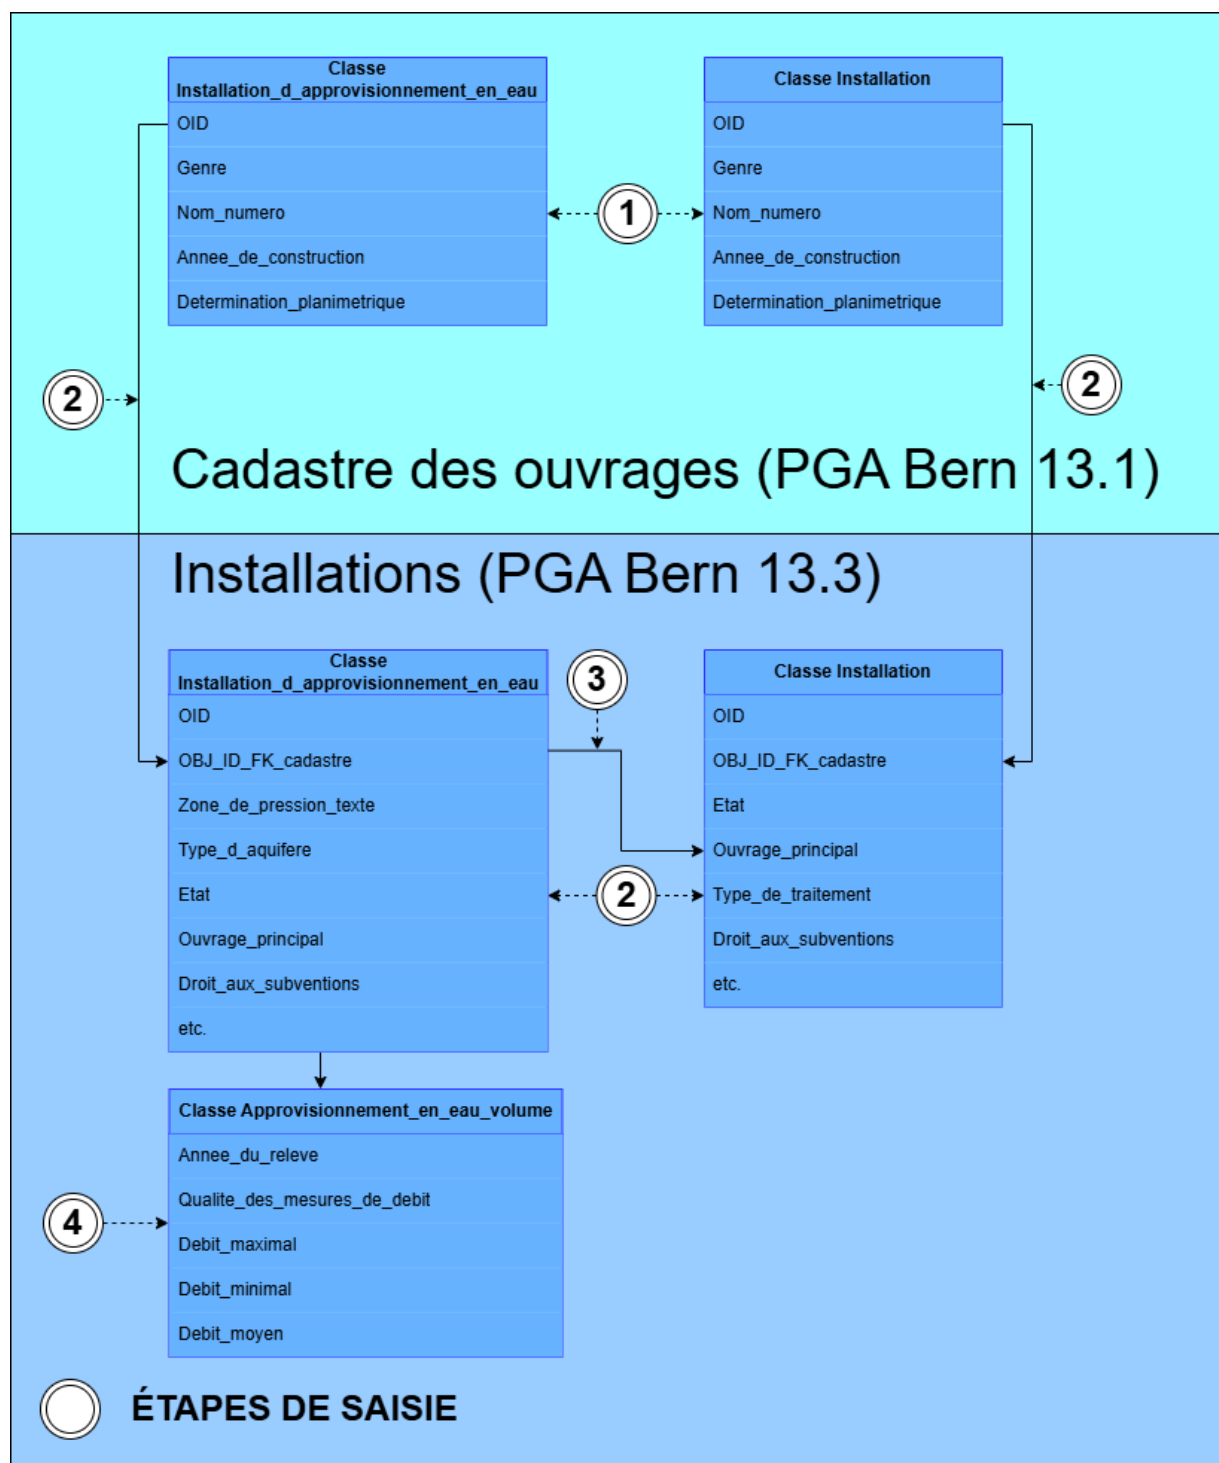 Classe
Installation_d_approvisionnement_en_eau
OID
Genre
Nom_numero
Annee_de_construction
Determination_planimetrique
Classe Installation
OID
Genre
Nom_numero
Annee_de_construction
Determination_planimetrique
1
2
2
Cadastre des ouvrages (PGA Bern 13.1)
Installations (PGA Bern 13.3)
Classe
Installation_d_approvisionnement_en_eau
OID
OBJ_ID_FK_cadastre
Zone_de_pression_texte
Type_d_aquifere
Etat
Ouvrage_principal
Droit_aux_subventions
etc.
3
2
Classe Installation
OID
OBJ_ID_FK_cadastre
Etat
Ouvrage_principal
Type_de_traitement
Droit_aux_subventions
etc.
Classe Approvisionnement_en_eau_volume
Annee_du_releve
Qualite_des_mesures_de_debit
Debit_maximal
Debit_minimal
Debit_moyen
4
ÉTAPES DE SAISIE